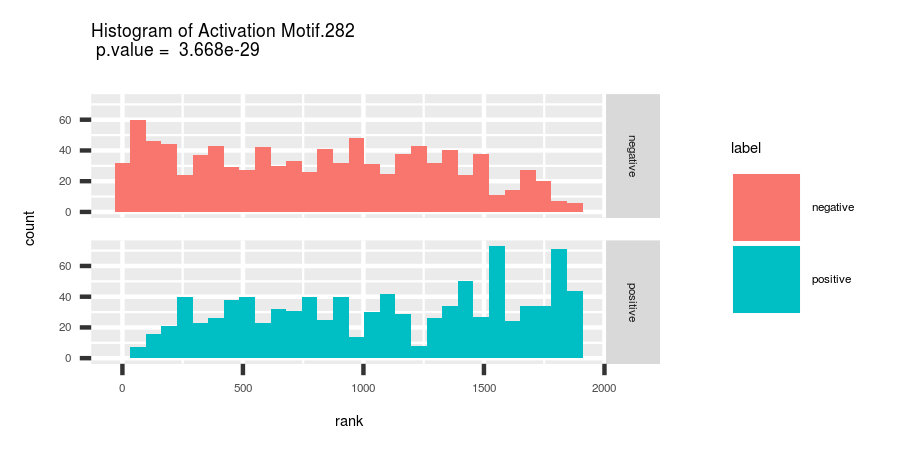 Histogram of Activation Motif.282
p.value = 3.668e-29
60
40
20
0
negative
60
40
20
0
positive
0 500 1000 1500 2000
rank
count
label
negative
positive